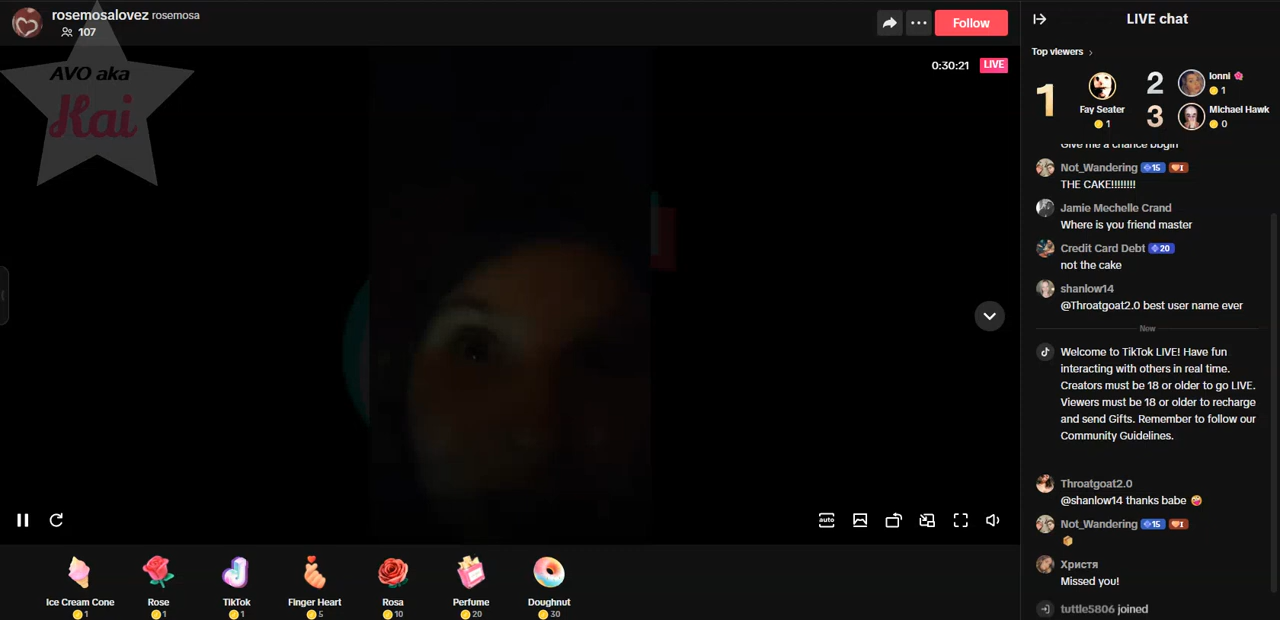 rosemosalovez rosemosa
107
AVO aka
Kai
Follow
0:30:21 LIVE
LIVE chat
Top viewers
1
Fay Seater
1
2
Ionni
1
3
Michael Hawk
0
Give me a chance bbgirl
Not_Wandering 15 I
THE CAKE!!!!!!!!
Jamie Mechelle Crand
Where is you friend master
Credit Card Debt 20
not the cake
shanlow14
@Throatgoat2.0 best user name ever
Now
Welcome to TikTok LIVE! Have fun
interacting with others in real time.
Creators must be 18 or older to go LIVE.
Viewers must be 18 or older to recharge
and send Gifts. Remember to follow our
Community Guidelines.
Throatgoat2.0
@shanlow14 thanks babe
Not_Wandering 15 I
Христя
Missed you!
tuttle5806 joined
auto
Ice Cream Cone
1
Rose
1
TikTok
1
Finger Heart
5
Rosa
10
Perfume
20
Doughnut
30